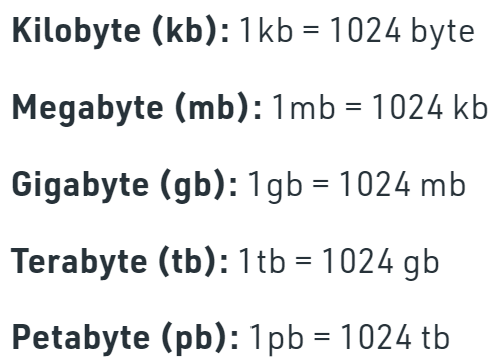 Kilobyte (kb): 1kb = 1024 byte
Megabyte (mb): 1mb = 1024 kb
Gigabyte (gb): 1gb = 1024 mb
Terabyte (tb): 1tb = 1024 gb
Petabyte (pb): 1pb = 1024 tb